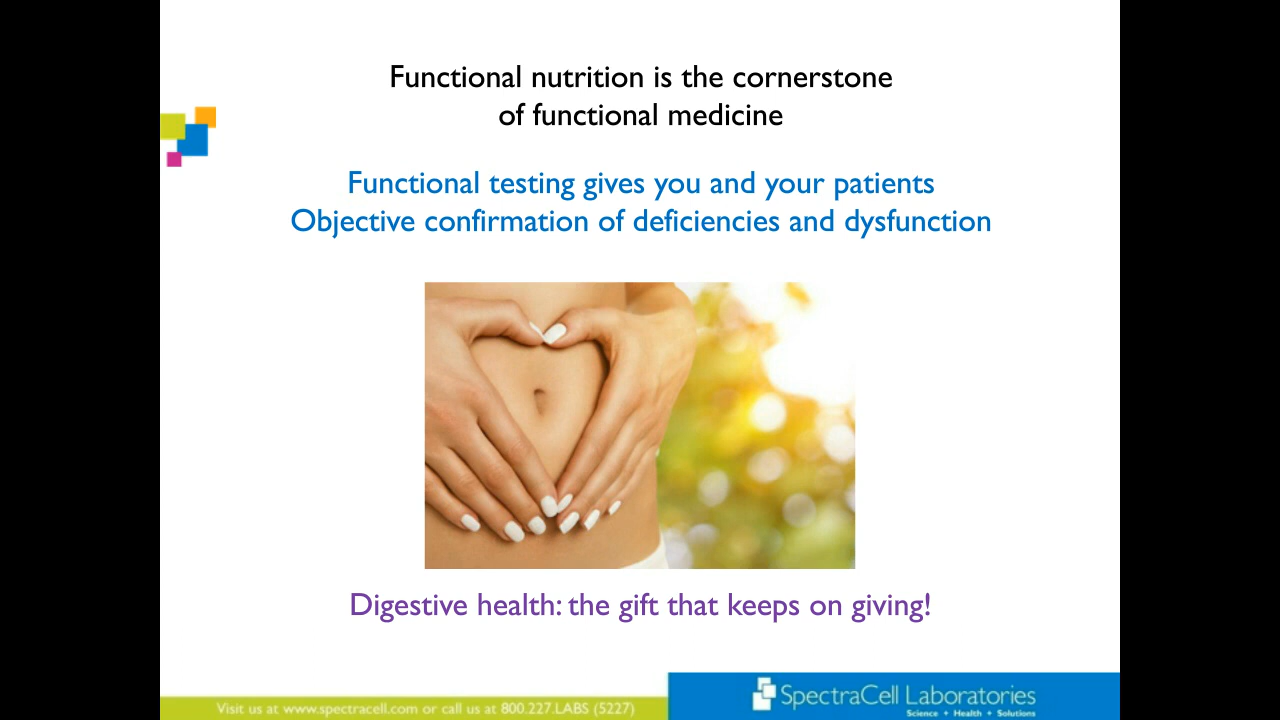 Functional nutrition is the cornerstone
of functional medicine
Functional testing gives you and your patients
Objective confirmation of deficiencies and dysfunction
Digestive health: the gift that keeps on giving!
Visit us at www.spectracell.com or call us at 800.227.LABS (5227)
SpectraCell Laboratories
Science + Health + Solutions